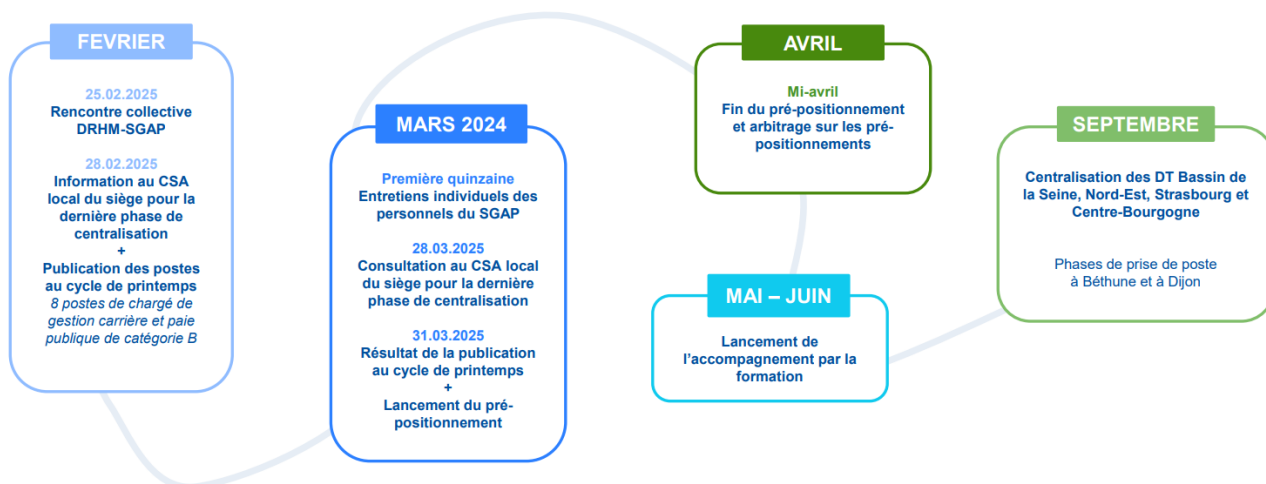 FEVRIER
25.02.2025
Rencontre collective
DRHM-SGAP
28.02.2025
Information au CSA
local du siège pour la
dernière phase de
centralisation
+
Publication des postes
au cycle de printemps
8 postes de chargé de
gestion carrière et paie
publique de catégorie B
MARS 2024
Première quinzaine
Entretiens individuels des
personnels du SGAP
28.03.2025
Consultation au CSA local
du siège pour la dernière
phase de centralisation
31.03.2025
Résultat de la publication
au cycle de printemps
+
Lancement du pré-
positionnement
AVRIL
Mi-avril
Fin du pré-positionnement
et arbitrage sur les pré-
positionnements
MAI – JUIN
Lancement de
l'accompagnement par la
formation
SEPTEMBRE
Centralisation des DT Bassin de
la Seine, Nord-Est, Strasbourg et
Centre-Bourgogne
Phases de prise de poste
à Béthune et à Dijon